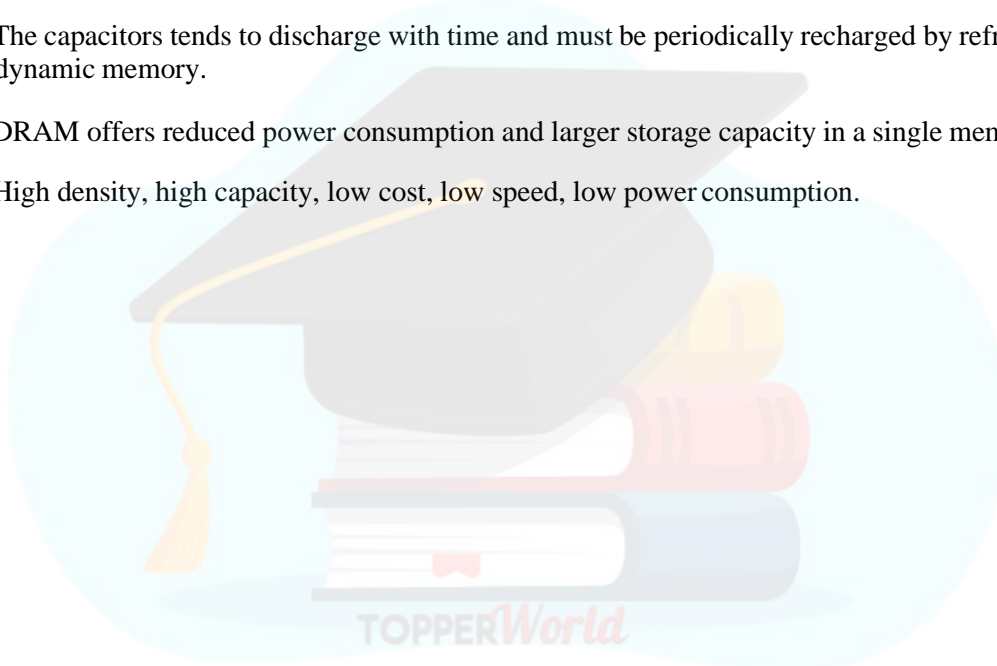 The capacitors tends to discharge with time and must be periodically recharged by
dynamic memory.
DRAM offers reduced power consumption and larger storage capacity in a single
High density, high capacity, low cost, low speed, low power consumption.
TOPPERWorld